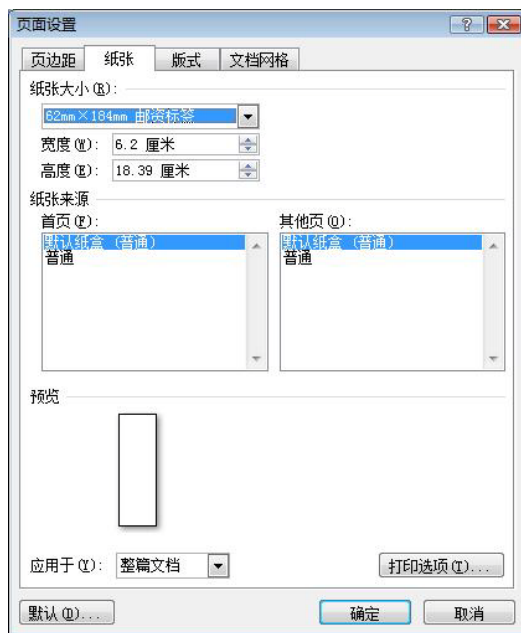 页面设置
页边距 纸张 版式 文档网格
纸张大小(R):
62mm×184mm 邮资标签
宽度(W): 6.2 厘米
高度(E): 18.39 厘米
纸张来源
首页(F): 其他页(O):
默认纸盒 (普通) 默认纸盒 (普通)
普通 普通
预览
应用于(Y): 整篇文档 打印选项(T)...
默认(D)... 确定 取消